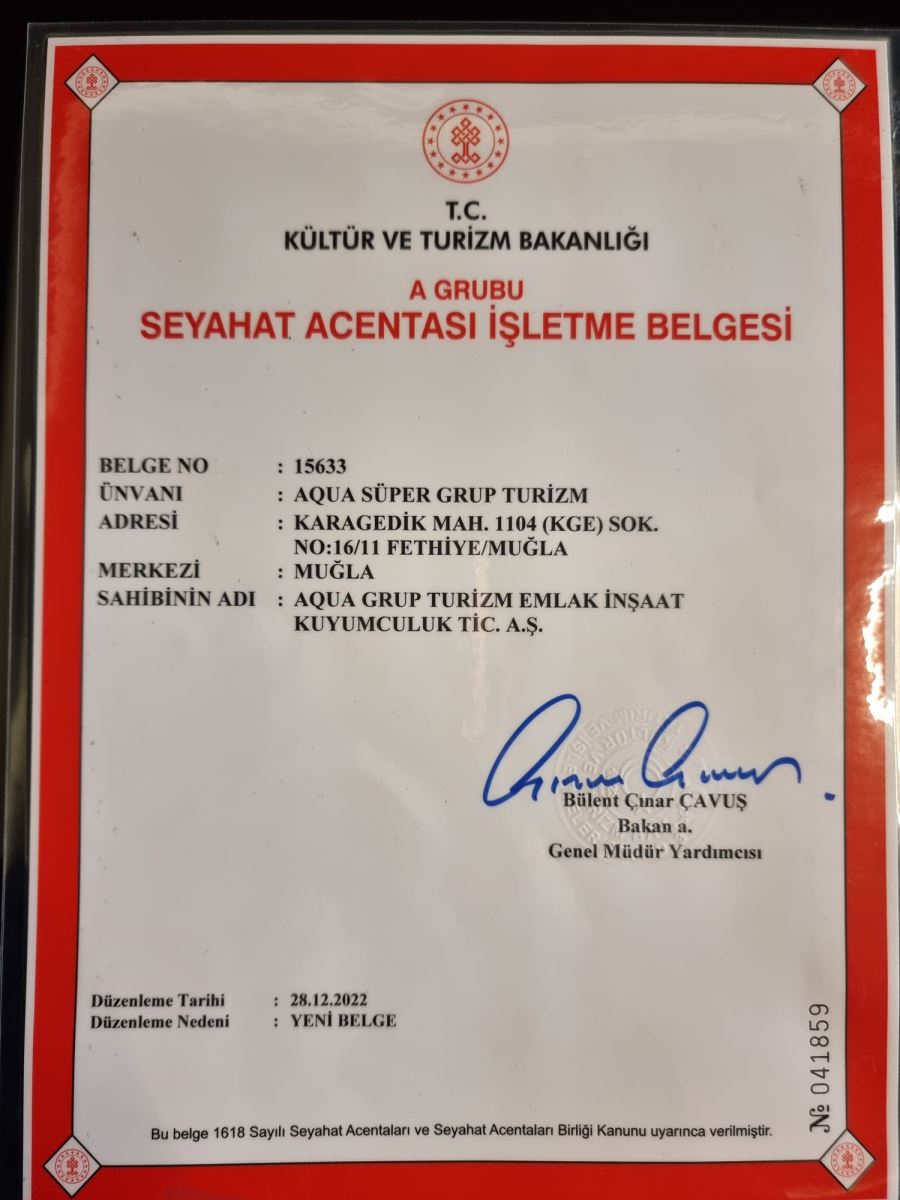 T.C.
KÜLTÜR VE TURİZM BAKANLIĞI
A GRUBU
SEYAHAT ACENTASI İŞLETME BELGESİ
BELGE NO : 15633
ÜNVANI : AQUA SÜPER GRUP TURİZM
ADRESİ : KARAGEDİK MAH. 1104 (KGE) SOK.
NO:16/11 FETHİYE/MUĞLA
MERKEZİ : MUĞLA
SAHİBİNİN ADI : AQUA GRUP TURİZM EMLAK İNŞAAT
KUYUMCULUK TİC. A.Ş.
Bülent Çınar ÇAVUŞ
Bakan a.
Genel Müdür Yardımcısı
Düzenleme Tarihi : 28.12.2022
Düzenleme Nedeni : YENİ BELGE
№ 041859
Bu belge 1618 Sayılı Seyahat Acentaları ve Seyahat Acentaları Birliği Kanunu uyarınca verilmiştir.